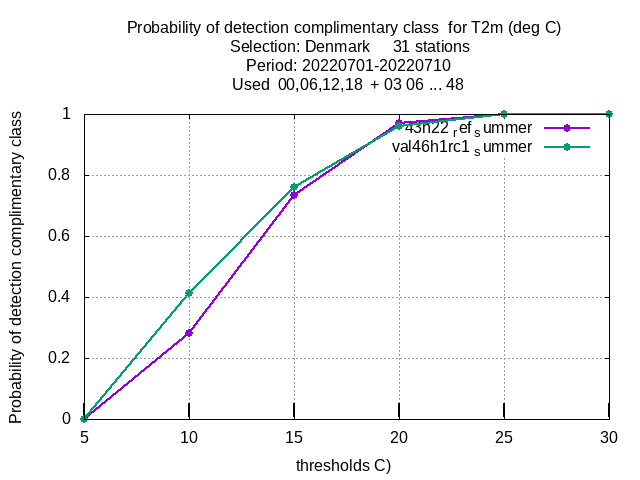 Probability of detection complimentary class  for T2m (deg C)
Selection: Denmark     31 stations
Period: 20220701-20220710
Used  00,06,12,18  + 03 06 ... 48
Probability of detection complimentary class
1
0.8
0.6
0.4
0.2
0
43h22 ref summer
val46h1rc1 summer
5 10 15 20 25 30
thresholds C)